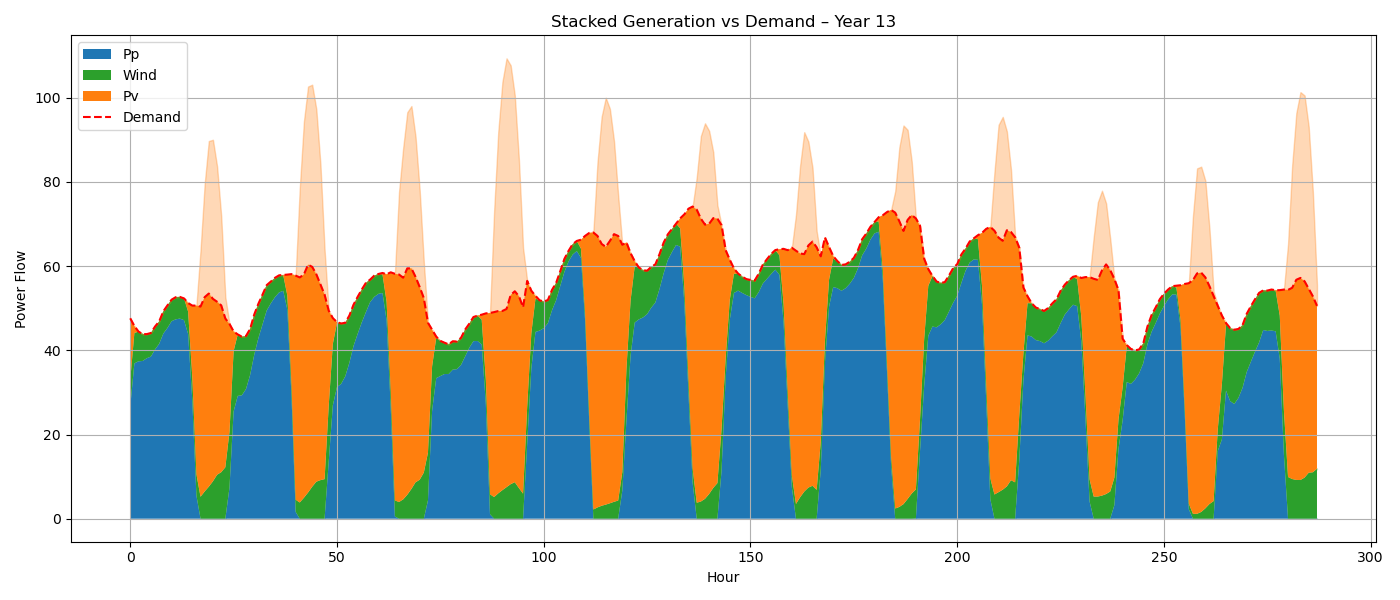 Stacked Generation vs Demand – Year 13
Pp
Wind
Pv
Demand
Power Flow
100
80
60
40
20
0
0 50 100 150 200 250 300
Hour